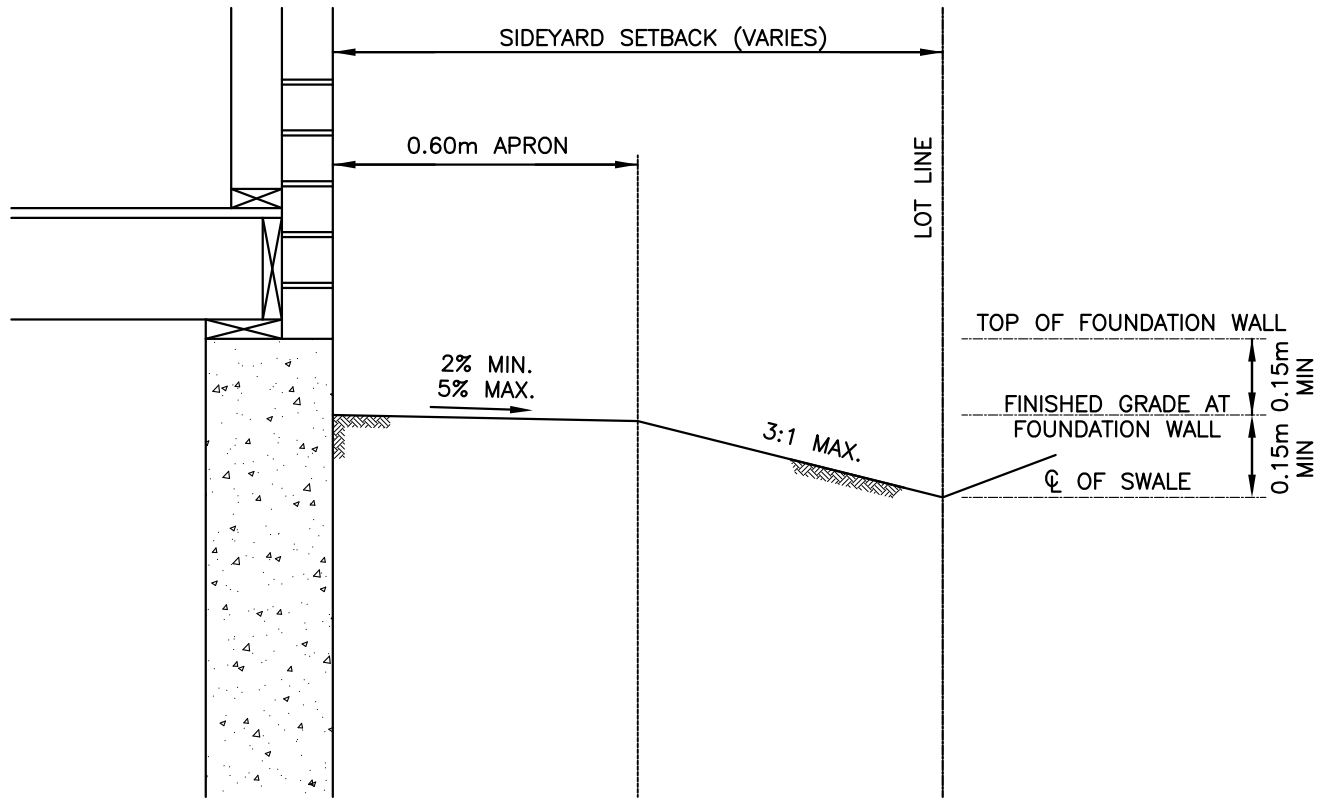 SIDEYARD SETBACK (VARIES)
0.60m APRON
LOT LINE
TOP OF FOUNDATION WALL
2% MIN.
5% MAX.
0.15m
MIN
FINISHED GRADE AT
FOUNDATION WALL
3:1 MAX.
0.15m
MIN
℄ OF SWALE